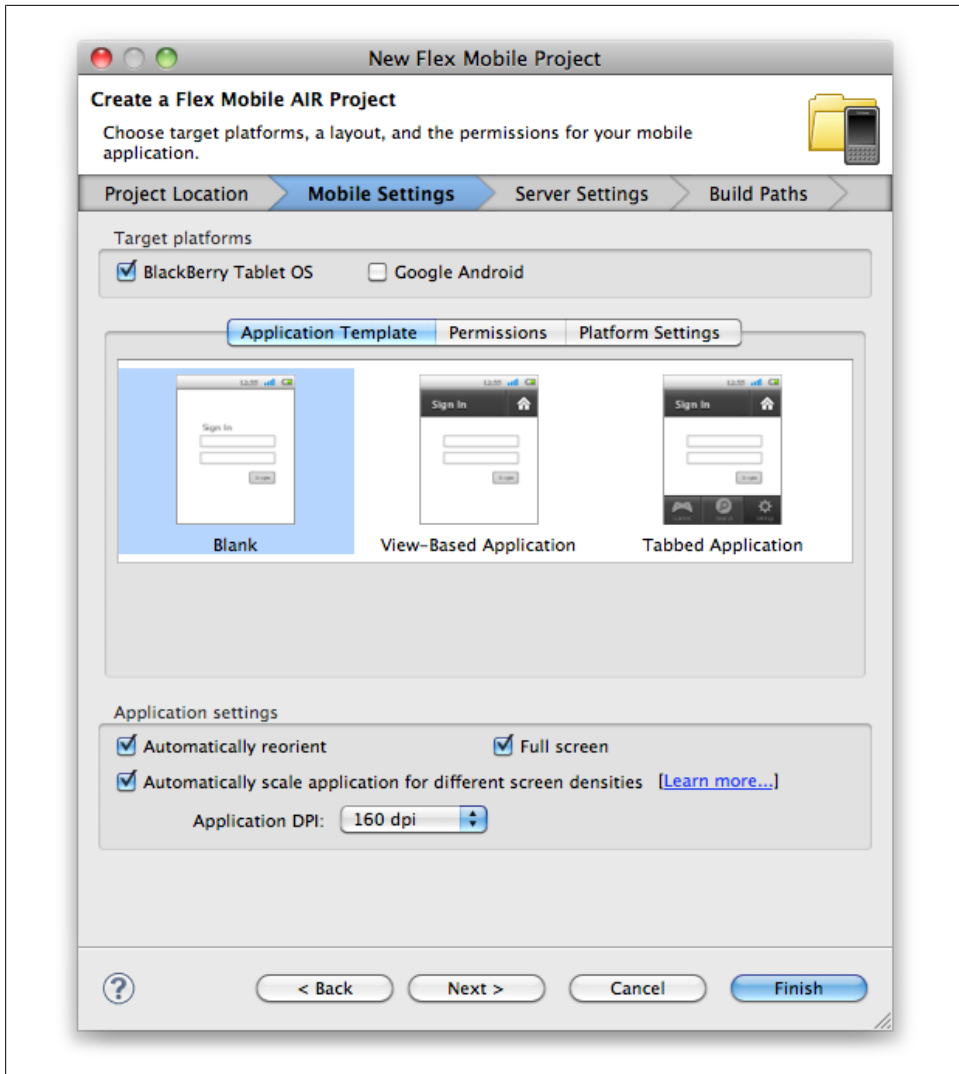 New Flex Mobile Project
Create a Flex Mobile AIR Project
Choose target platforms, a layout, and the permissions for your mobile
application.
Project Location
Mobile Settings
Server Settings
Build Paths
Target platforms
BlackBerry Tablet OS
Google Android
Application Template
Permissions
Platform Settings
Sign In
Sign In
Sign In
Blank
View-Based Application
Tabbed Application
Application settings
Automatically reorient
Full screen
Automatically scale application for different screen densities [Learn more...]
Application DPI: 160 dpi
?
< Back
Next >
Cancel
Finish